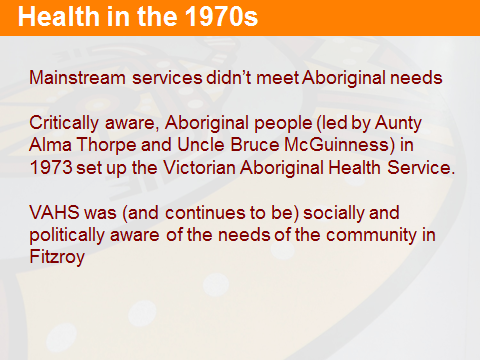 Health in the 1970s
Mainstream services didn’t meet Aboriginal needs
Critically aware, Aboriginal people (led by Aunty
Alma Thorpe and Uncle Bruce McGuinness) in
1973 set up the Victorian Aboriginal Health Service.
VAHS was (and continues to be) socially and
politically aware of the needs of the community in
Fitzroy